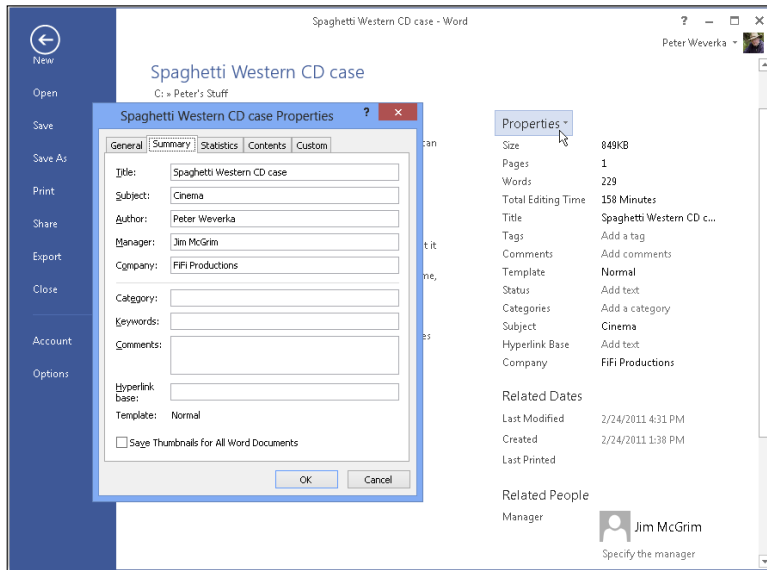 Spaghetti Western CD case - Word
?
Peter Weverka
New
Open
Save
Save As
Print
Share
Export
Close
Account
Options
Spaghetti Western CD case
C: » Peter's Stuff
can
t it
me,
es
Spaghetti Western CD case Properties
?
General Summary Statistics Contents Custom
Title: Spaghetti Western CD case
Subject: Cinema
Author: Peter Weverka
Manager: Jim McGrim
Company: FiFi Productions
Category:
Keywords:
Comments:
Hyperlink
base:
Template: Normal
Save Thumbnails for All Word Documents
OK Cancel
Properties
Size 849KB
Pages 1
Words 229
Total Editing Time 158 Minutes
Title Spaghetti Western CD c...
Tags Add a tag
Comments Add comments
Template Normal
Status Add text
Categories Add a category
Subject Cinema
Hyperlink Base Add text
Company FiFi Productions
Related Dates
Last Modified 2/24/2011 4:31 PM
Created 2/24/2011 1:38 PM
Last Printed
Related People
Manager Jim McGrim
Specify the manager